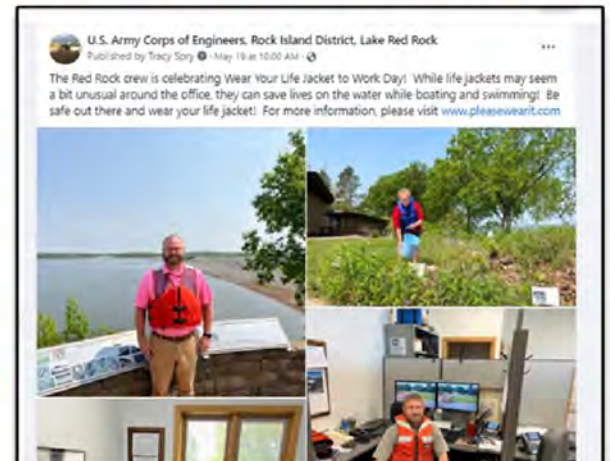 U.S. Army Corps of Engineers, Rock Island District, Lake Red Rock
Published by Tracy Spry · May 19 at 10:00 AM ·
The Red Rock crew is celebrating Wear Your Life Jacket to Work Day! While life jackets may seem
a bit unusual around the office, they can save lives on the water while boating and swimming! Be
safe out there and wear your life jacket! For more information, please visit www.pleasewearit.com